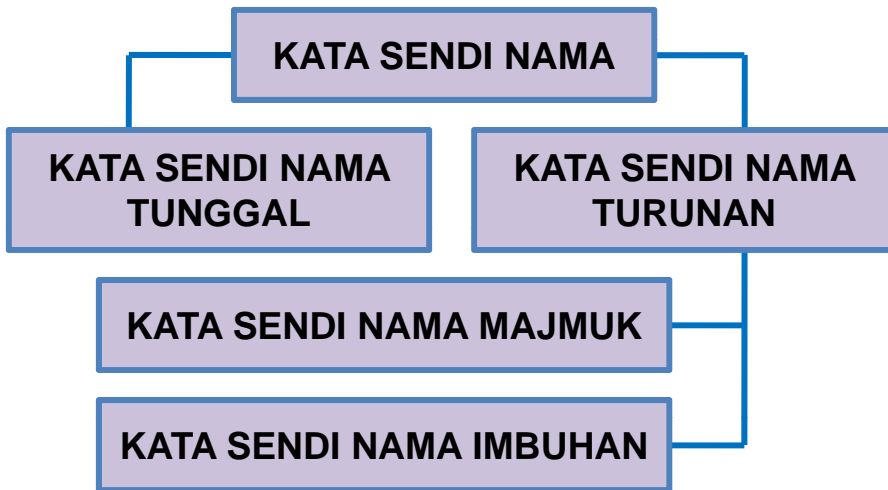 KATA SENDI NAMA
KATA SENDI NAMA
TUNGGAL
KATA SENDI NAMA
TURUNAN
KATA SENDI NAMA MAJMUK
KATA SENDI NAMA IMBUHAN